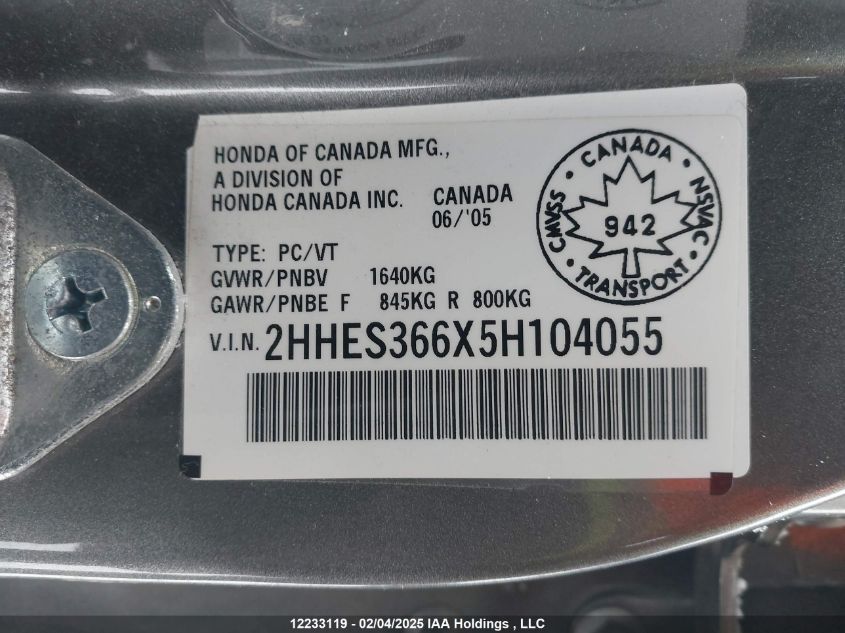 HONDA OF CANADA MFG.,
A DIVISION OF
HONDA CANADA INC. CANADA
06/'05
TYPE: PC/VT
GVWR/PNBV 1640KG
GAWR/PNBE F 845KG R 800KG
V.I.N. 2HHES366X5H104055
CANADA
CMVSS
NSVAC
942
TRANSPORT
12233119 - 02/04/2025 IAA Holdings , LLC